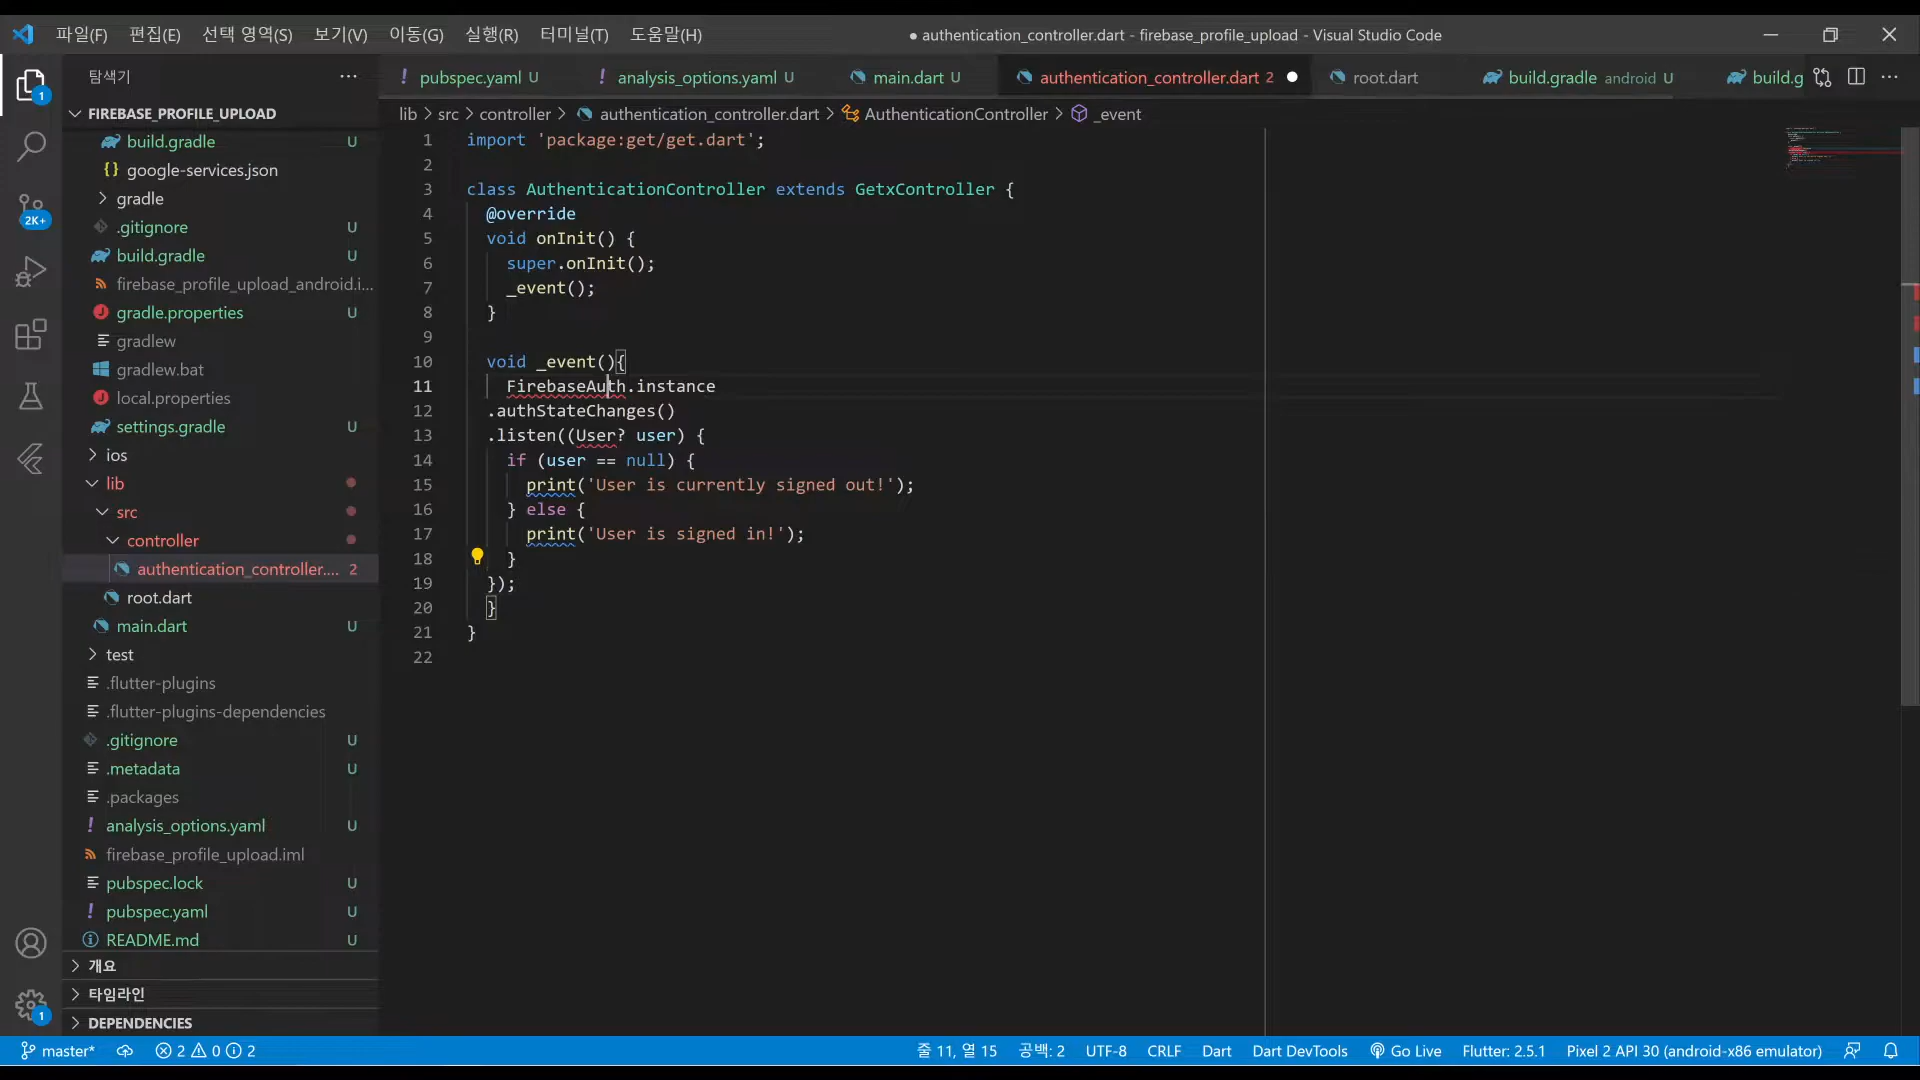 파일(F) 편집(E) 선택 영역(S) 보기(V) 이동(G) 실행(R) 터미널(T) 도움말(H) ● authentication_controller.dart - firebase_profile_upload - Visual Studio Code
탐색기 ···
! pubspec.yaml U ! analysis_options.yaml U main.dart U authentication_controller.dart 2 ● root.dart build.gradle android U build.g ···
lib > src > controller > authentication_controller.dart > AuthenticationController > _event
1
2K+
1
FIREBASE_PROFILE_UPLOAD
build.gradle U
{} google-services.json
gradle
.gitignore U
build.gradle U
firebase_profile_upload_android.i...
gradle.properties U
gradlew
gradlew.bat
local.properties
settings.gradle U
ios
lib
src
controller
authentication_controller.... 2
root.dart
main.dart U
test
.flutter-plugins
.flutter-plugins-dependencies
.gitignore U
.metadata U
.packages
! analysis_options.yaml U
firebase_profile_upload.iml
pubspec.lock U
! pubspec.yaml U
README.md U
개요
타임라인
DEPENDENCIES
1 import 'package:get/get.dart';
2
3 class AuthenticationController extends GetxController {
4 @override
5 void onInit() {
6 super.onInit();
7 _event();
8 }
9
10 void _event(){
11 FirebaseAuth.instance
12 .authStateChanges()
13 .listen((User? user) {
14 if (user == null) {
15 print('User is currently signed out!');
16 } else {
17 print('User is signed in!');
18 }
19 });
20 }
21 }
22
master* 2 0 2 줄 11, 열 15 공백: 2 UTF-8 CRLF Dart Dart DevTools Go Live Flutter: 2.5.1 Pixel 2 API 30 (android-x86 emulator)